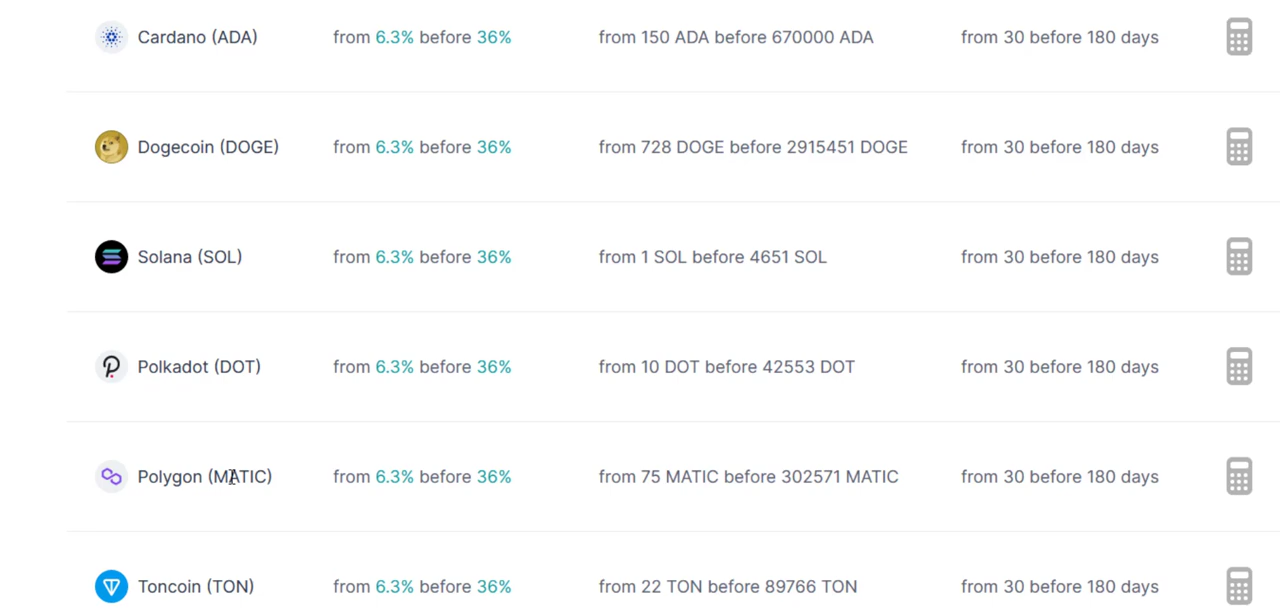 Cardano (ADA) from 6.3% before 36% from 150 ADA before 670000 ADA from 30 before 180 days
Dogecoin (DOGE) from 6.3% before 36% from 728 DOGE before 2915451 DOGE from 30 before 180 days
Solana (SOL) from 6.3% before 36% from 1 SOL before 4651 SOL from 30 before 180 days
Polkadot (DOT) from 6.3% before 36% from 10 DOT before 42553 DOT from 30 before 180 days
Polygon (MATIC) from 6.3% before 36% from 75 MATIC before 302571 MATIC from 30 before 180 days
Toncoin (TON) from 6.3% before 36% from 22 TON before 89766 TON from 30 before 180 days